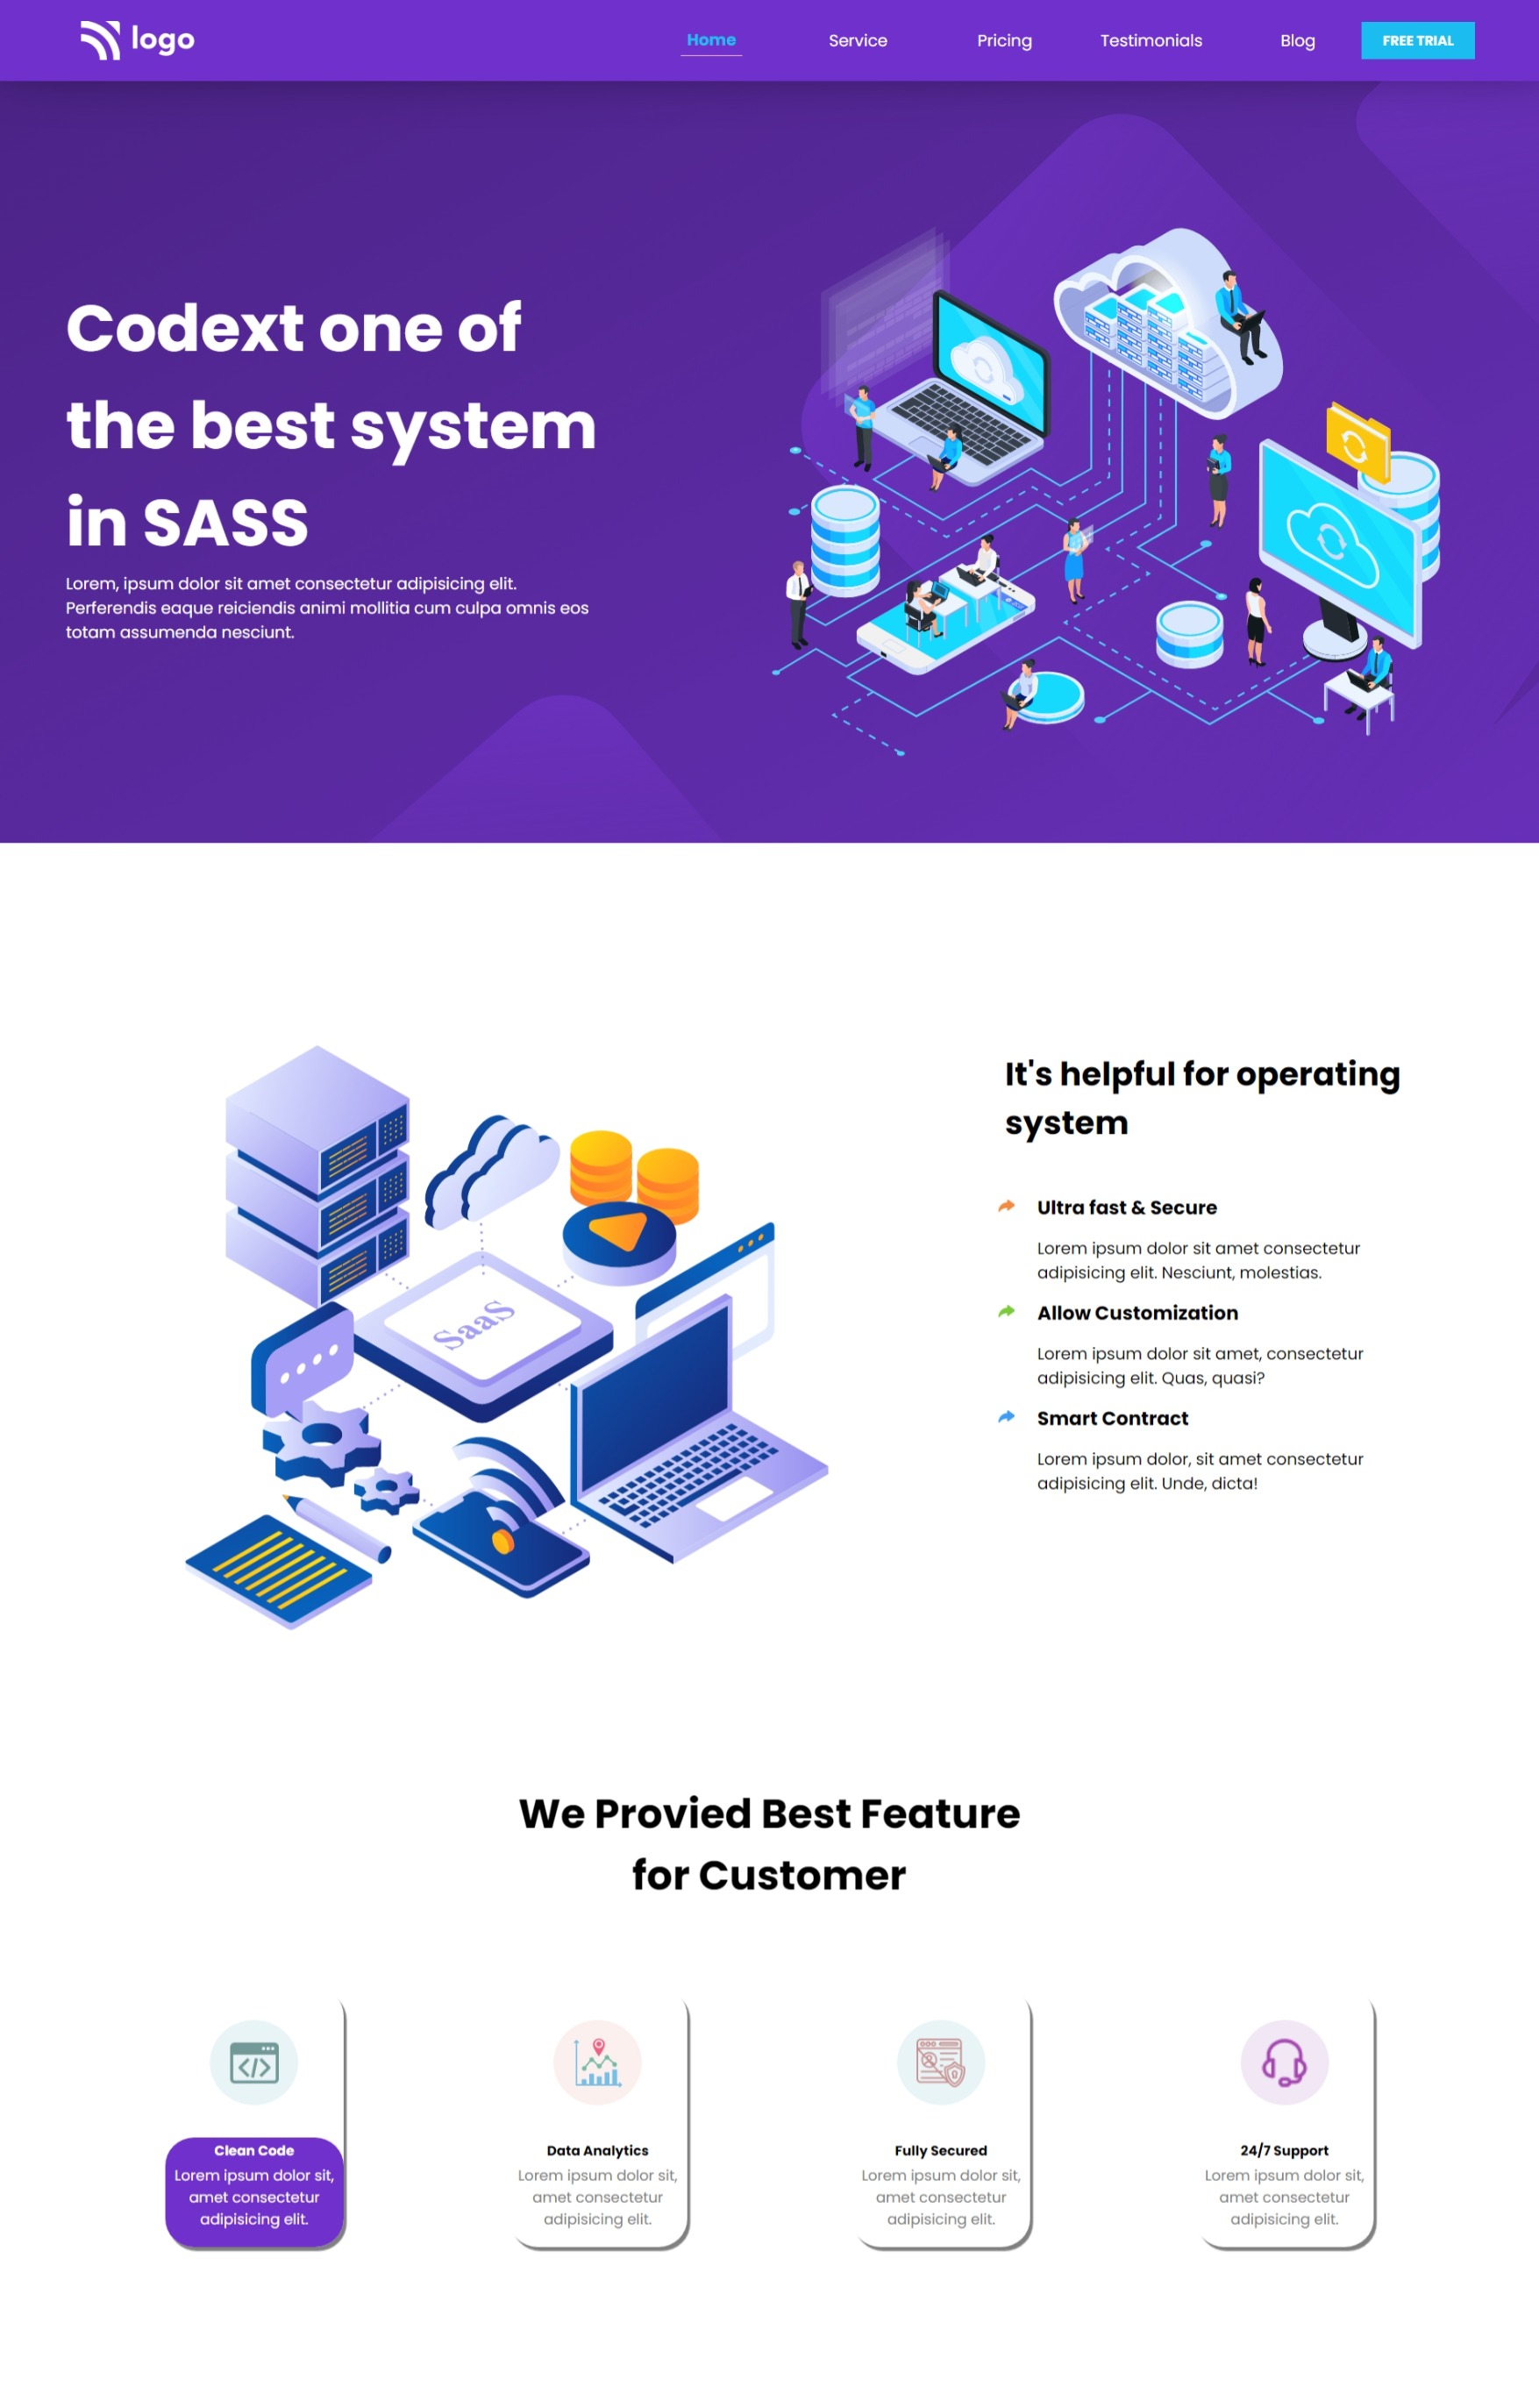 logo
Home Service Pricing Testimonials Blog FREE TRIAL
Codext one of
the best system
in SASS
Lorem, ipsum dolor sit amet consectetur adipisicing elit.
Perferendis eaque reiciendis animi mollitia cum culpa omnis eos
totam assumenda nesciunt.
SaaS
It's helpful for operating
system
Ultra fast & Secure
Lorem ipsum dolor sit amet consectetur
adipisicing elit. Nesciunt, molestias.
Allow Customization
Lorem ipsum dolor sit amet, consectetur
adipisicing elit. Quas, quasi?
Smart Contract
Lorem ipsum dolor, sit amet consectetur
adipisicing elit. Unde, dicta!
We Provied Best Feature
for Customer
</>
Clean Code
Lorem ipsum dolor sit,
amet consectetur
adipisicing elit.
Data Analytics
Lorem ipsum dolor sit,
amet consectetur
adipisicing elit.
Fully Secured
Lorem ipsum dolor sit,
amet consectetur
adipisicing elit.
24/7 Support
Lorem ipsum dolor sit,
amet consectetur
adipisicing elit.